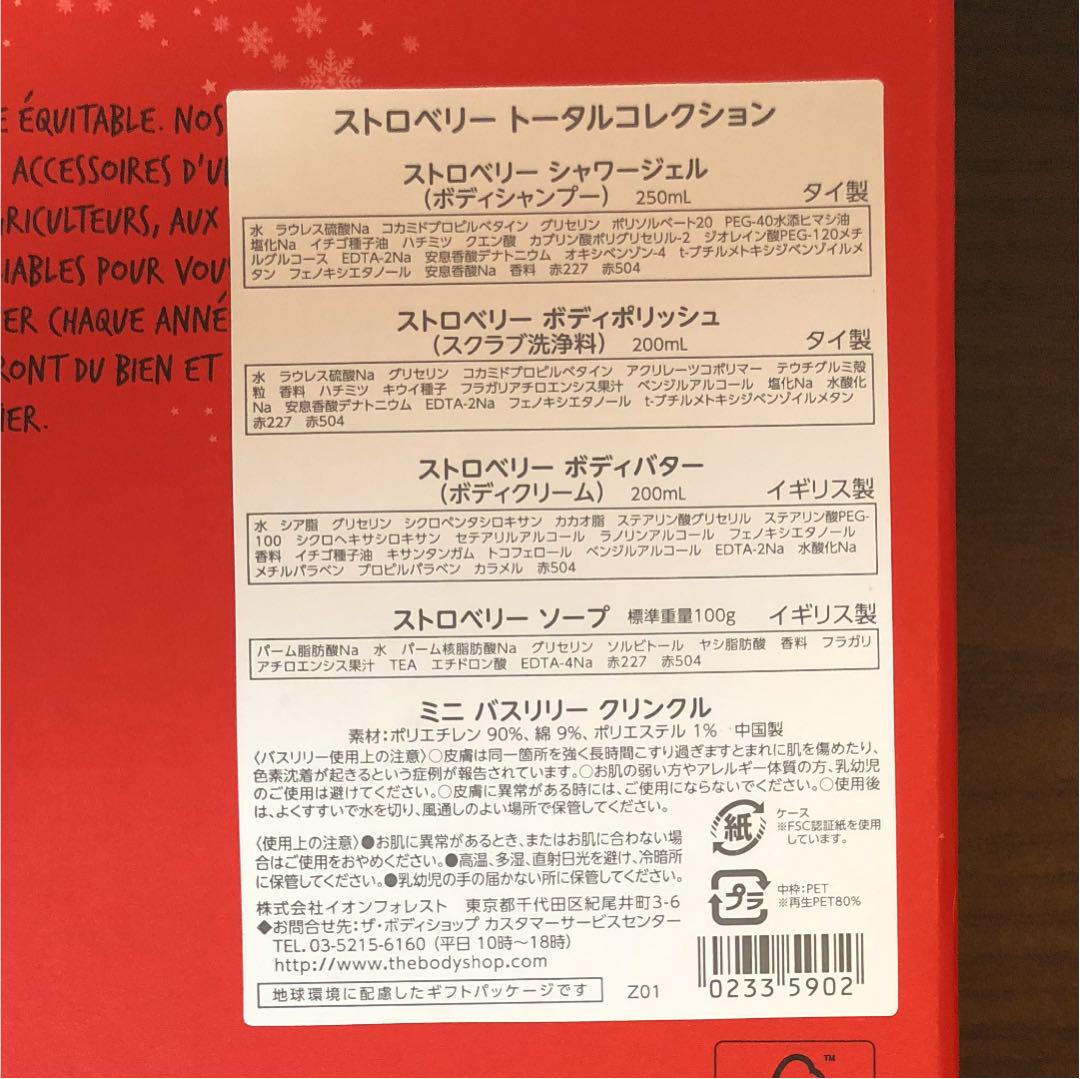 E ÉQUITABLE. NOS
ACCESSOIRES D'U
RICULTEURS, AUX
IABLES POUR VOU
ER CHAQUE ANNÉ
RONT DU BIEN ET
IER.
ストロベリー トータルコレクション
ストロベリー シャワージェル
(ボディシャンプー) 250mL タイ製
水 ラウレス硫酸Na コカミドプロピルベタイン グリセリン ポリソルベート20 PEG-40水添ヒマシ油
塩化Na イチゴ種子油 ハチミツ クエン酸 カプリン酸ポリグリセリル-2 ジオレイン酸PEG-120メチ
ルグルコース EDTA-2Na 安息香酸デナトニウム オキシベンゾン-4 t-ブチルメトキシジベンゾイルメ
タン フェノキシエタノール 安息香酸Na 香料 赤227 赤504
ストロベリー ボディポリッシュ
(スクラブ洗浄料) 200mL タイ製
水 ラウレス硫酸Na グリセリン コカミドプロピルベタイン アクリレーツコポリマー テウチグルミ殻
粒 香料 ハチミツ キウイ種子 フラガリアチロエンシス果汁 ベンジルアルコール 塩化Na 水酸化
Na 安息香酸デナトニウム EDTA-2Na フェノキシエタノール t-ブチルメトキシジベンゾイルメタン
赤227 赤504
ストロベリー ボディバター
(ボディクリーム) 200mL イギリス製
水 シア脂 グリセリン シクロペンタシロキサン カカオ脂 ステアリン酸グリセリル ステアリン酸PEG-
100 シクロヘキサシロキサン セテアリルアルコール ラノリンアルコール フェノキシエタノール
香料 イチゴ種子油 キサンタンガム トコフェロール ベンジルアルコール EDTA-2Na 水酸化Na
メチルパラベン プロピルパラベン カラメル 赤504
ストロベリー ソープ 標準重量100g イギリス製
パーム脂肪酸Na 水 パーム核脂肪酸Na グリセリン ソルビトール ヤシ脂肪酸 香料 フラガリ
アチロエンシス果汁 TEA エチドロン酸 EDTA-4Na 赤227 赤504
ミニ バスリリー クリンクル
素材:ポリエチレン 90%、綿 9%、ポリエステル 1% 中国製
〈バスリリー使用上の注意〉○皮膚は同一箇所を強く長時間こすり過ぎますとまれに肌を傷めたり、
色素沈着が起きるという症例が報告されています。○お肌の弱い方やアレルギー体質の方、乳幼児
のご使用は避けてください。○皮膚に異常がある時には、ご使用にならないでください。○使用後
は、よくすすいで水を切り、風通しのよい場所で保管してください。
〈使用上の注意〉●お肌に異常があるとき、またはお肌に合わない場
合はご使用をおやめください。●高温、多湿、直射日光を避け、冷暗所
に保管してください。●乳幼児の手の届かない所に保管してください。
株式会社イオンフォレスト 東京都千代田区紀尾井町3-6
◆お問合せ先:ザ・ボディショップ カスタマーサービスセンター
TEL.03-5215-6160 (平日 10時～18時)
http://www.thebodyshop.com
地球環境に配慮したギフトパッケージです Z01
紙
ケース
※FSC認証紙を使用
しています。
プラ
中枠:PET
※再生PET80%
0233 5902
TM